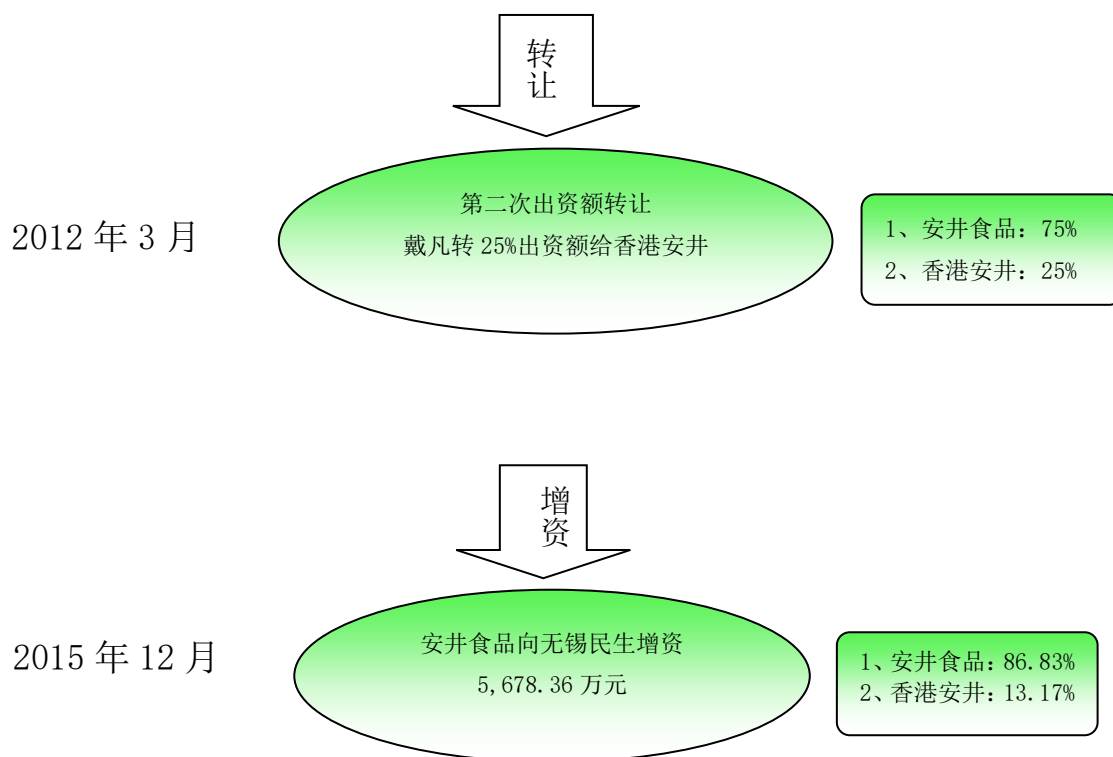 转
让
第二次出资额转让
2012 年 3 月
戴凡转 25%出资额给香港安井
1、安井食品：75%
2、香港安井：25%
增
资
安井食品向无锡民生增资
2015 年 12 月
5,678.36 万元
1、安井食品：86.83%
2、香港安井：13.17%